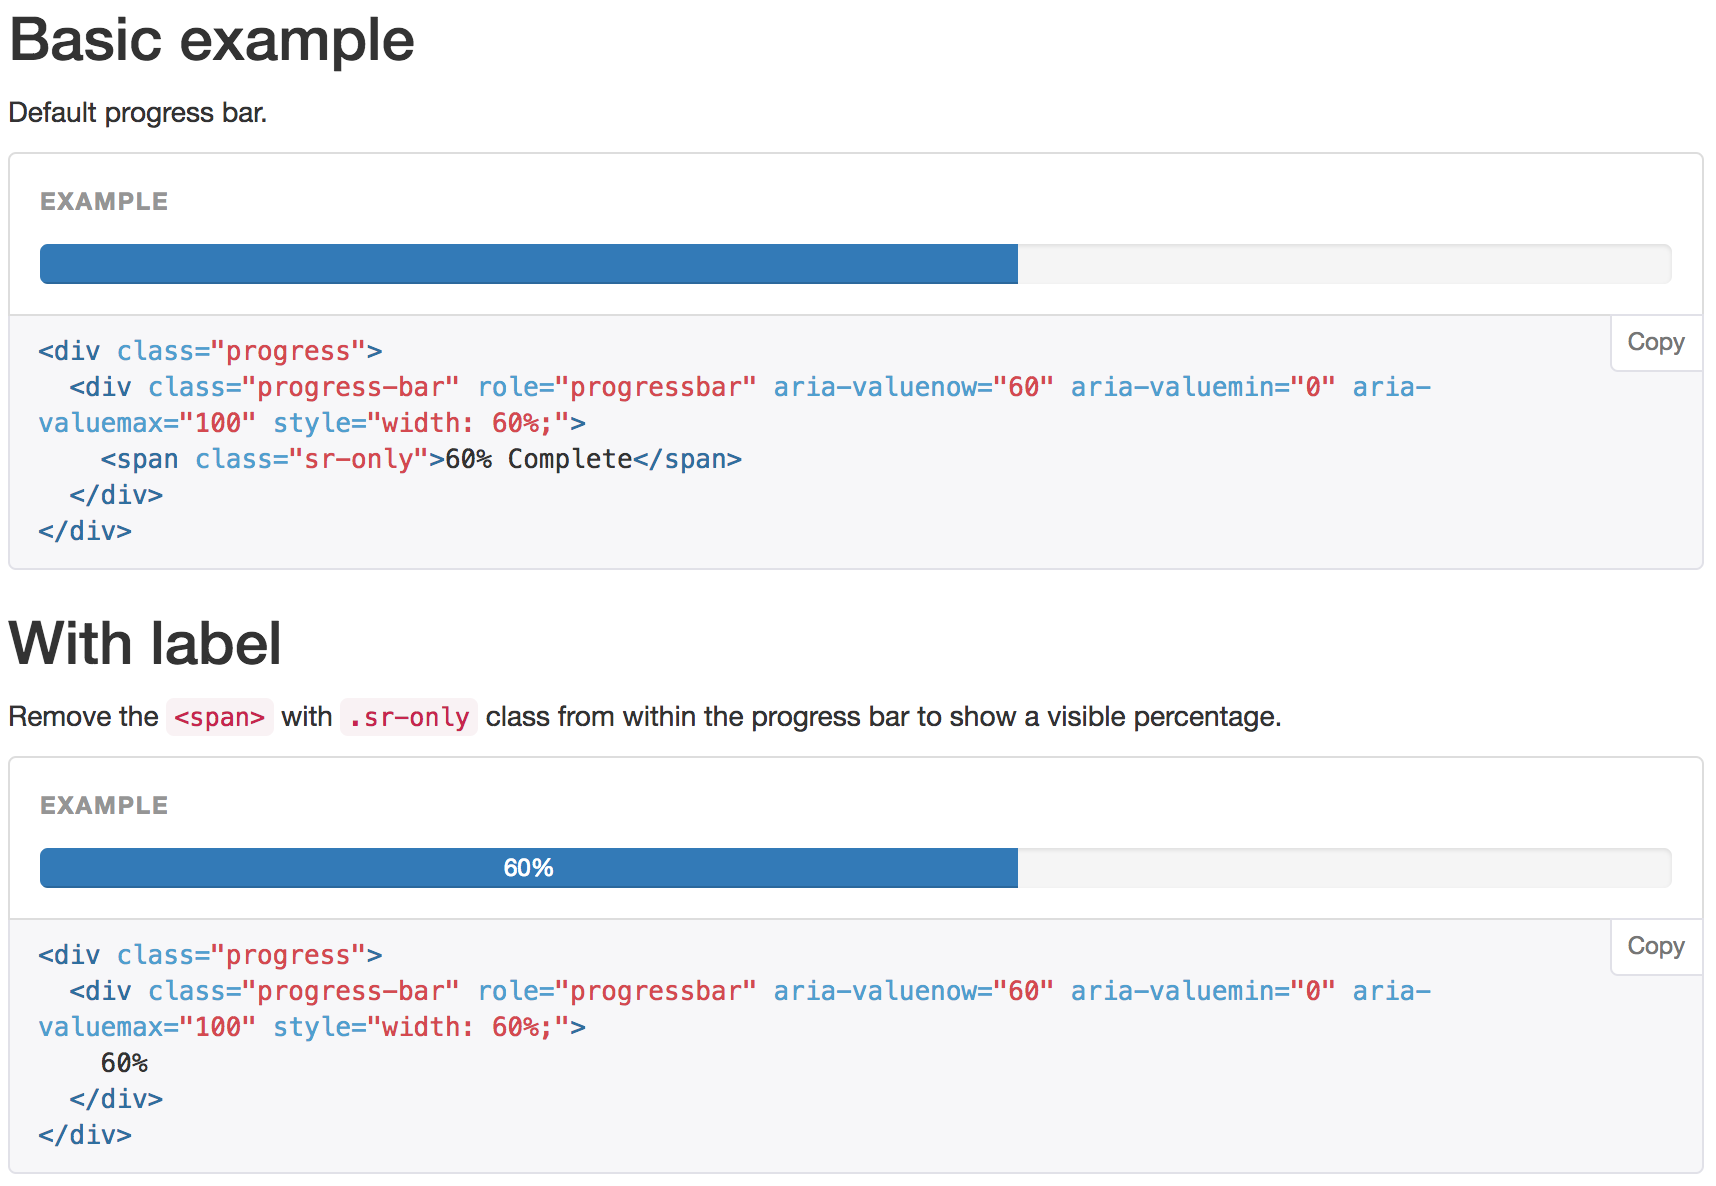 Basic example
Default progress bar.
EXAMPLE
Copy
<div class="progress">
  <div class="progress-bar" role="progressbar" aria-valuenow="60" aria-valuemin="0" aria-
valuemax="100" style="width: 60%;">
    <span class="sr-only">60% Complete</span>
  </div>
</div>
With label
Remove the <span> with .sr-only class from within the progress bar to show a visible percentage.
EXAMPLE
60%
Copy
<div class="progress">
  <div class="progress-bar" role="progressbar" aria-valuenow="60" aria-valuemin="0" aria-
valuemax="100" style="width: 60%;">
    60%
  </div>
</div>